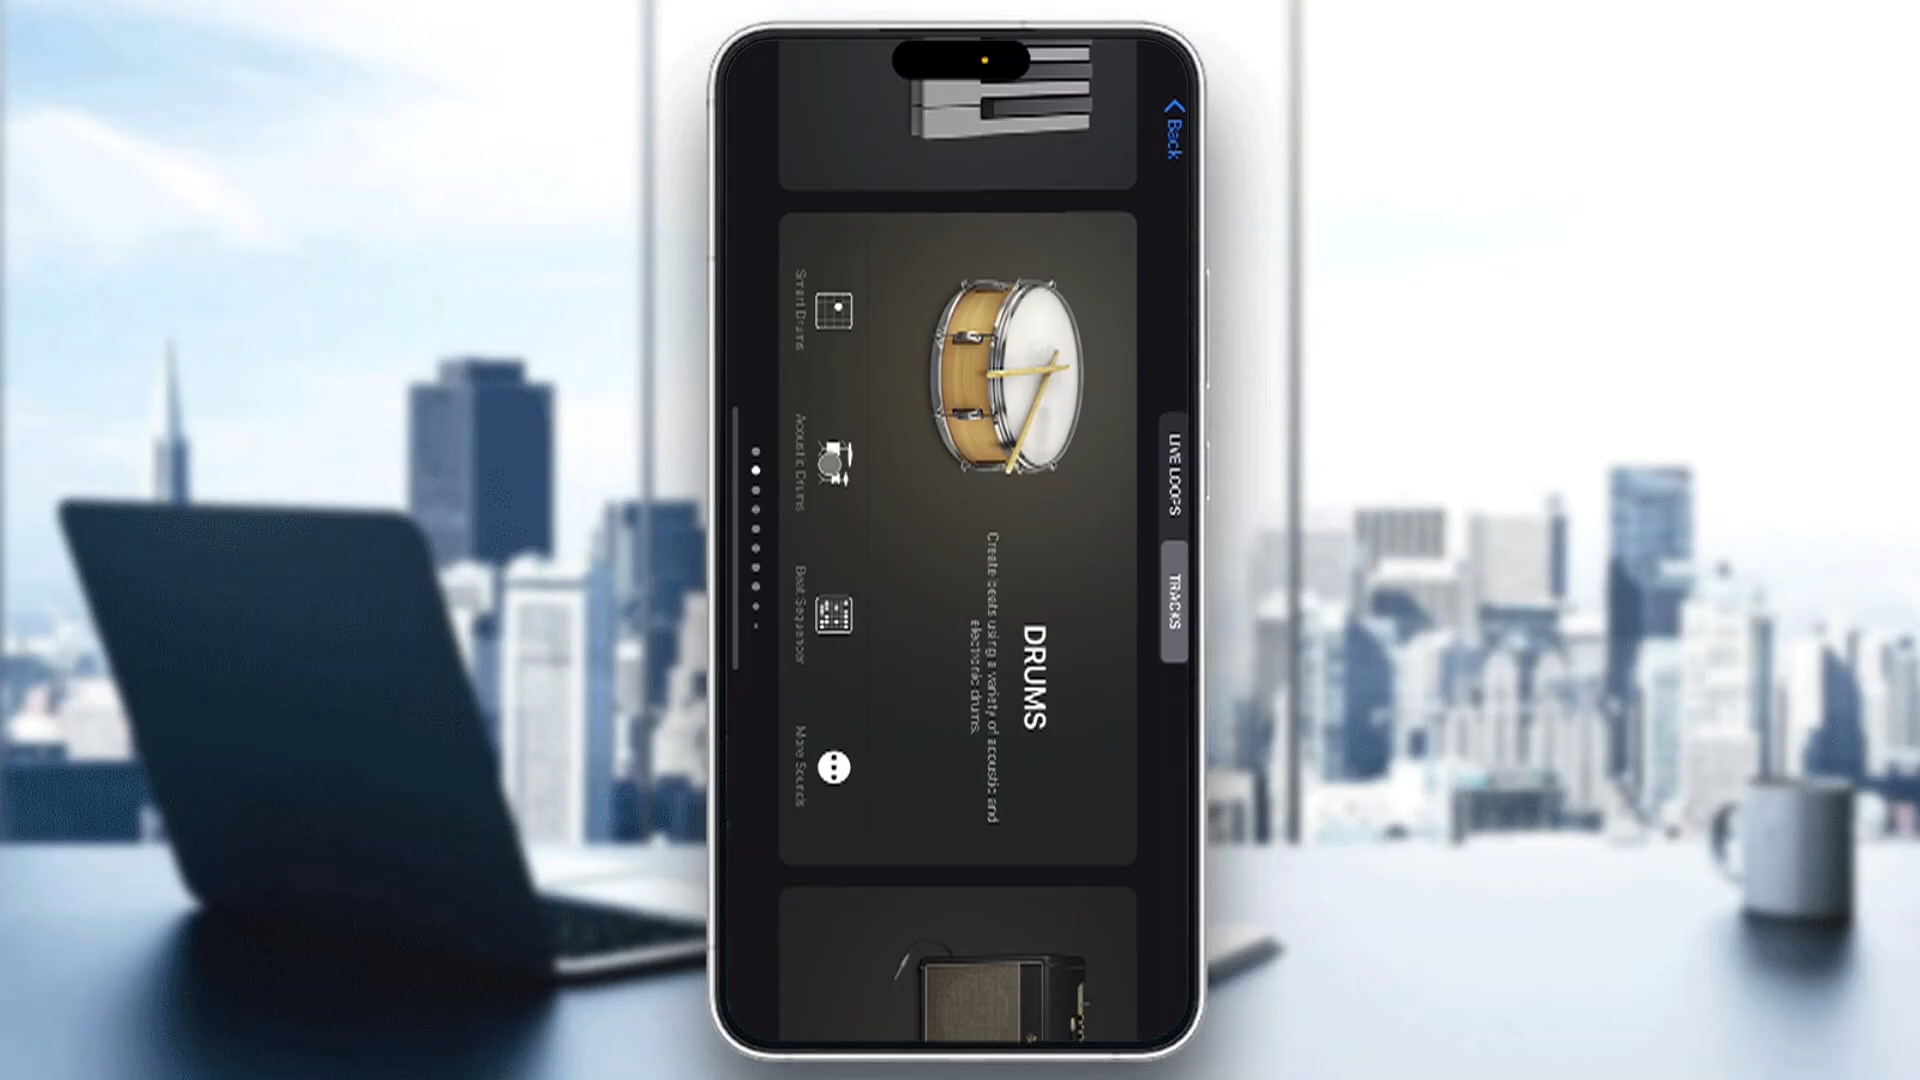 Back
LIVE LOOPS
TRACKS
DRUMS
Create beats using a variety of acoustic and
electronic drums.
Smart Drums
Acoustic Drums
Beat Sequencer
More Sounds